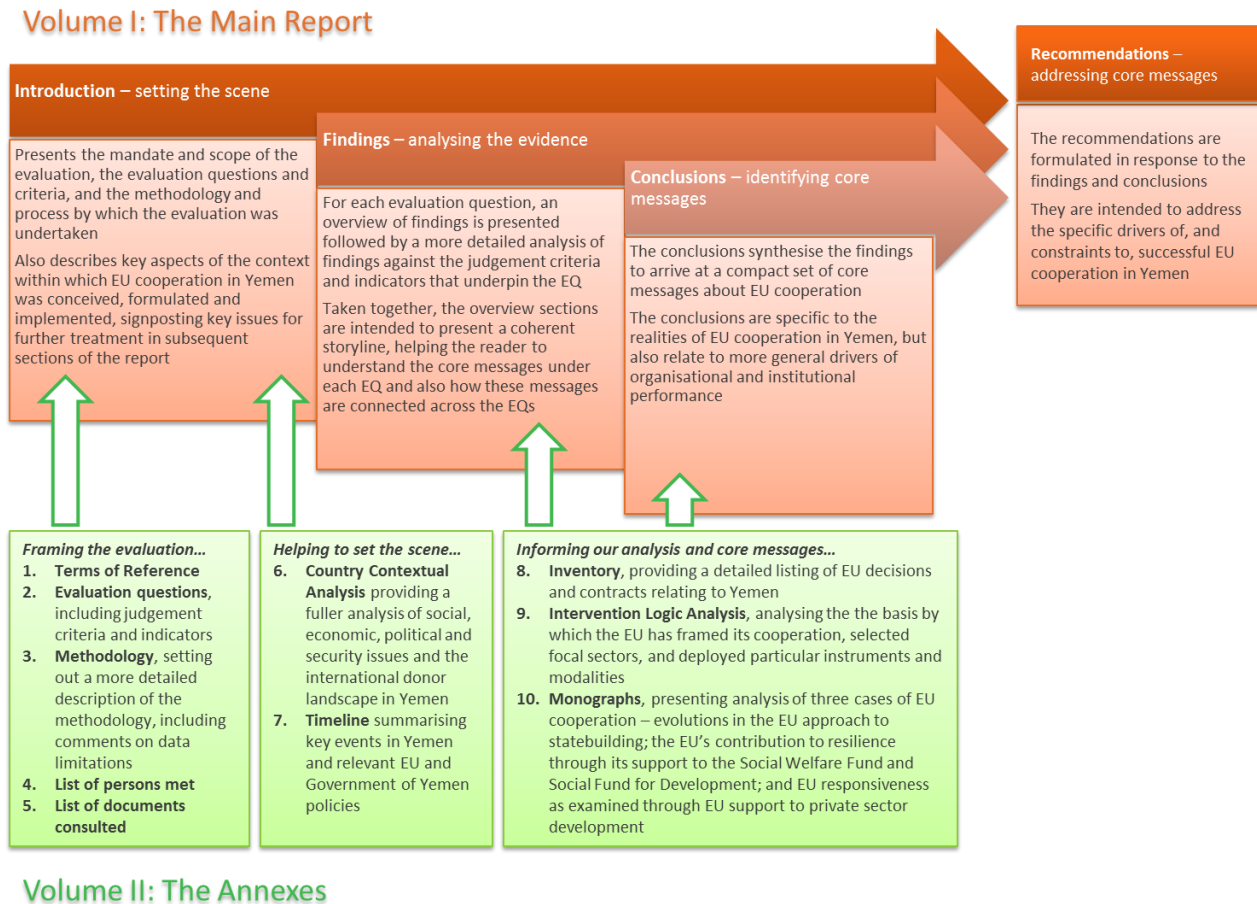 Volume I: The Main Report
Introduction – setting the scene
Presents the mandate and scope of the
evaluation, the evaluation questions and
criteria, and the methodology and
process by which the evaluation was
undertaken
Also describes key aspects of the context
within which EU cooperation in Yemen
was conceived, formulated and
implemented, signposting key issues for
further treatment in subsequent
sections of the report
Findings – analysing the evidence
For each evaluation question, an
overview of findings is presented
followed by a more detailed analysis of
findings against the judgement criteria
and indicators that underpin the EQ
Taken together, the overview sections
are intended to present a coherent
storyline, helping the reader to
understand the core messages under
each EQ and also how these messages
are connected across the EQs
Conclusions – identifying core
messages
The conclusions synthesise the findings
to arrive at a compact set of core
messages about EU cooperation
The conclusions are specific to the
realities of EU cooperation in Yemen, but
also relate to more general drivers of
organisational and institutional
performance
Recommendations –
addressing core messages
The recommendations are
formulated in response to the
findings and conclusions
They are intended to address
the specific drivers of, and
constraints to, successful EU
cooperation in Yemen
Framing the evaluation…
1. Terms of Reference
2. Evaluation questions,
including judgement
criteria and indicators
3. Methodology, setting
out a more detailed
description of the
methodology, including
comments on data
limitations
4. List of persons met
5. List of documents
consulted
Helping to set the scene…
6. Country Contextual
Analysis providing a
fuller analysis of social,
economic, political and
security issues and the
international donor
landscape in Yemen
7. Timeline summarising
key events in Yemen
and relevant EU and
Government of Yemen
policies
Informing our analysis and core messages…
8. Inventory, providing a detailed listing of EU decisions
and contracts relating to Yemen
9. Intervention Logic Analysis, analysing the the basis by
which the EU has framed its cooperation, selected
focal sectors, and deployed particular instruments and
modalities
10. Monographs, presenting analysis of three cases of EU
cooperation – evolutions in the EU approach to
statebuilding; the EU's contribution to resilience
through its support to the Social Welfare Fund and
Social Fund for Development; and EU responsiveness
as examined through EU support to private sector
development
Volume II: The Annexes